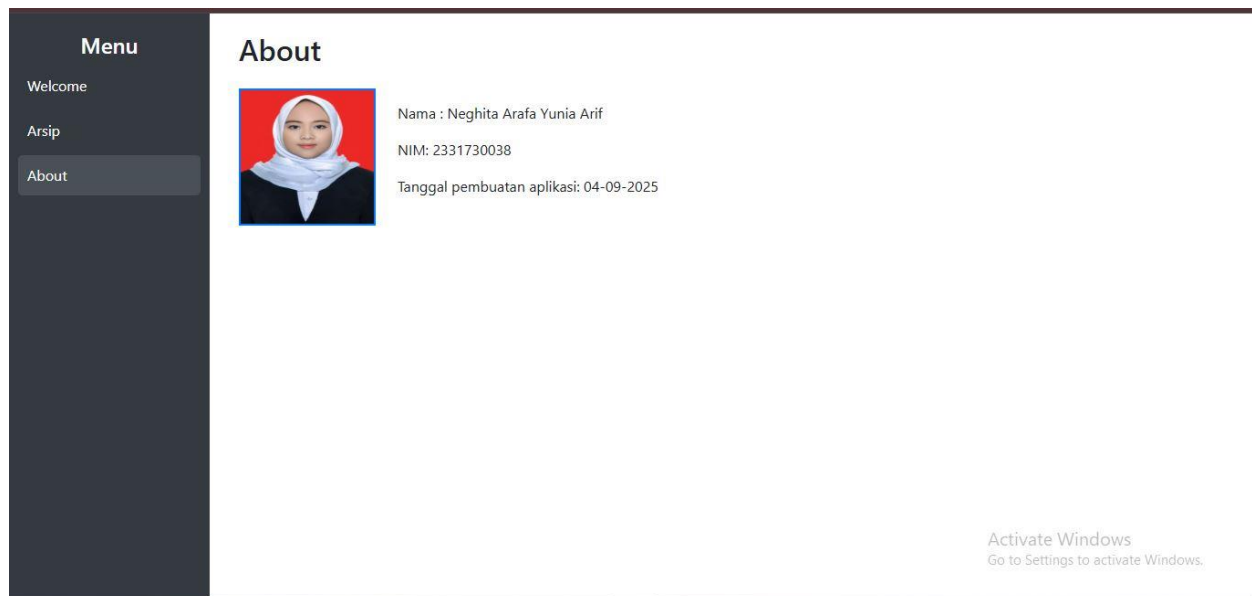 Menu
Welcome
Arsip
About
About
Nama : Neghita Arafa Yunia Arif
NIM: 2331730038
Tanggal pembuatan aplikasi: 04-09-2025
Activate Windows
Go to Settings to activate Windows.